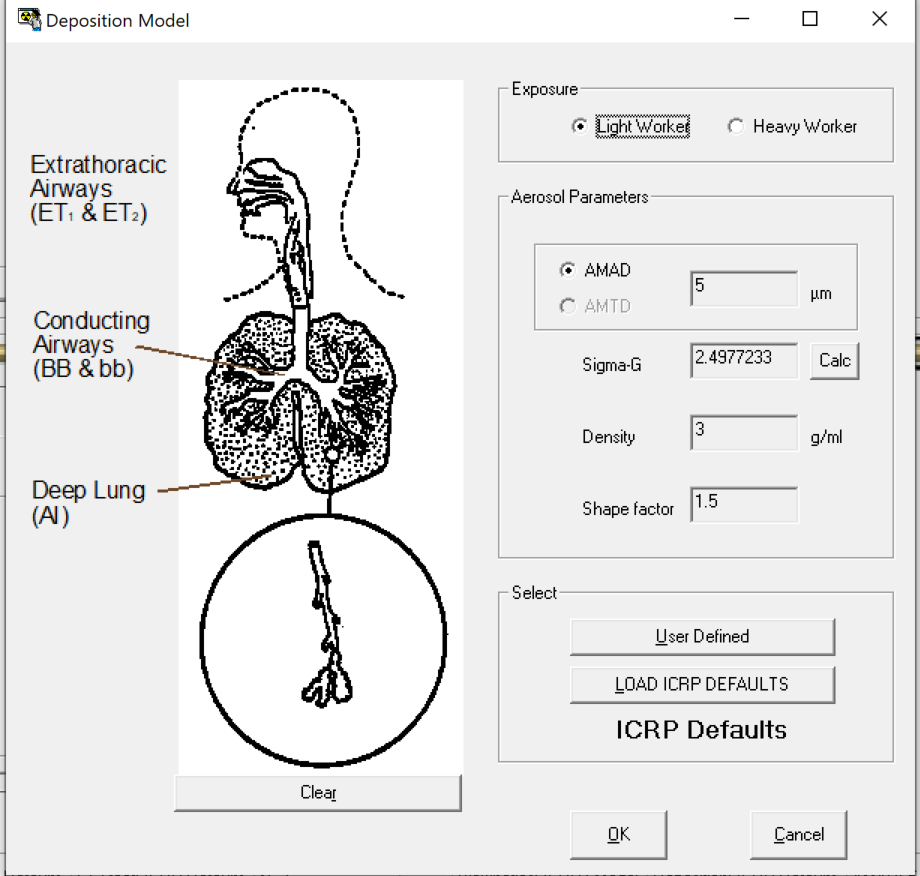 Deposition Model
Extrathoracic
Airways
(ET₁ & ET₂)
Conducting
Airways
(BB & bb)
Deep Lung
(AI)
Clear
Exposure
Light Worker
Heavy Worker
Aerosol Parameters
AMAD
5
µm
AMTD
Sigma-G
2.4977233
Calc
Density
3
g/ml
Shape factor
1.5
Select
User Defined
LOAD ICRP DEFAULTS
ICRP Defaults
OK
Cancel